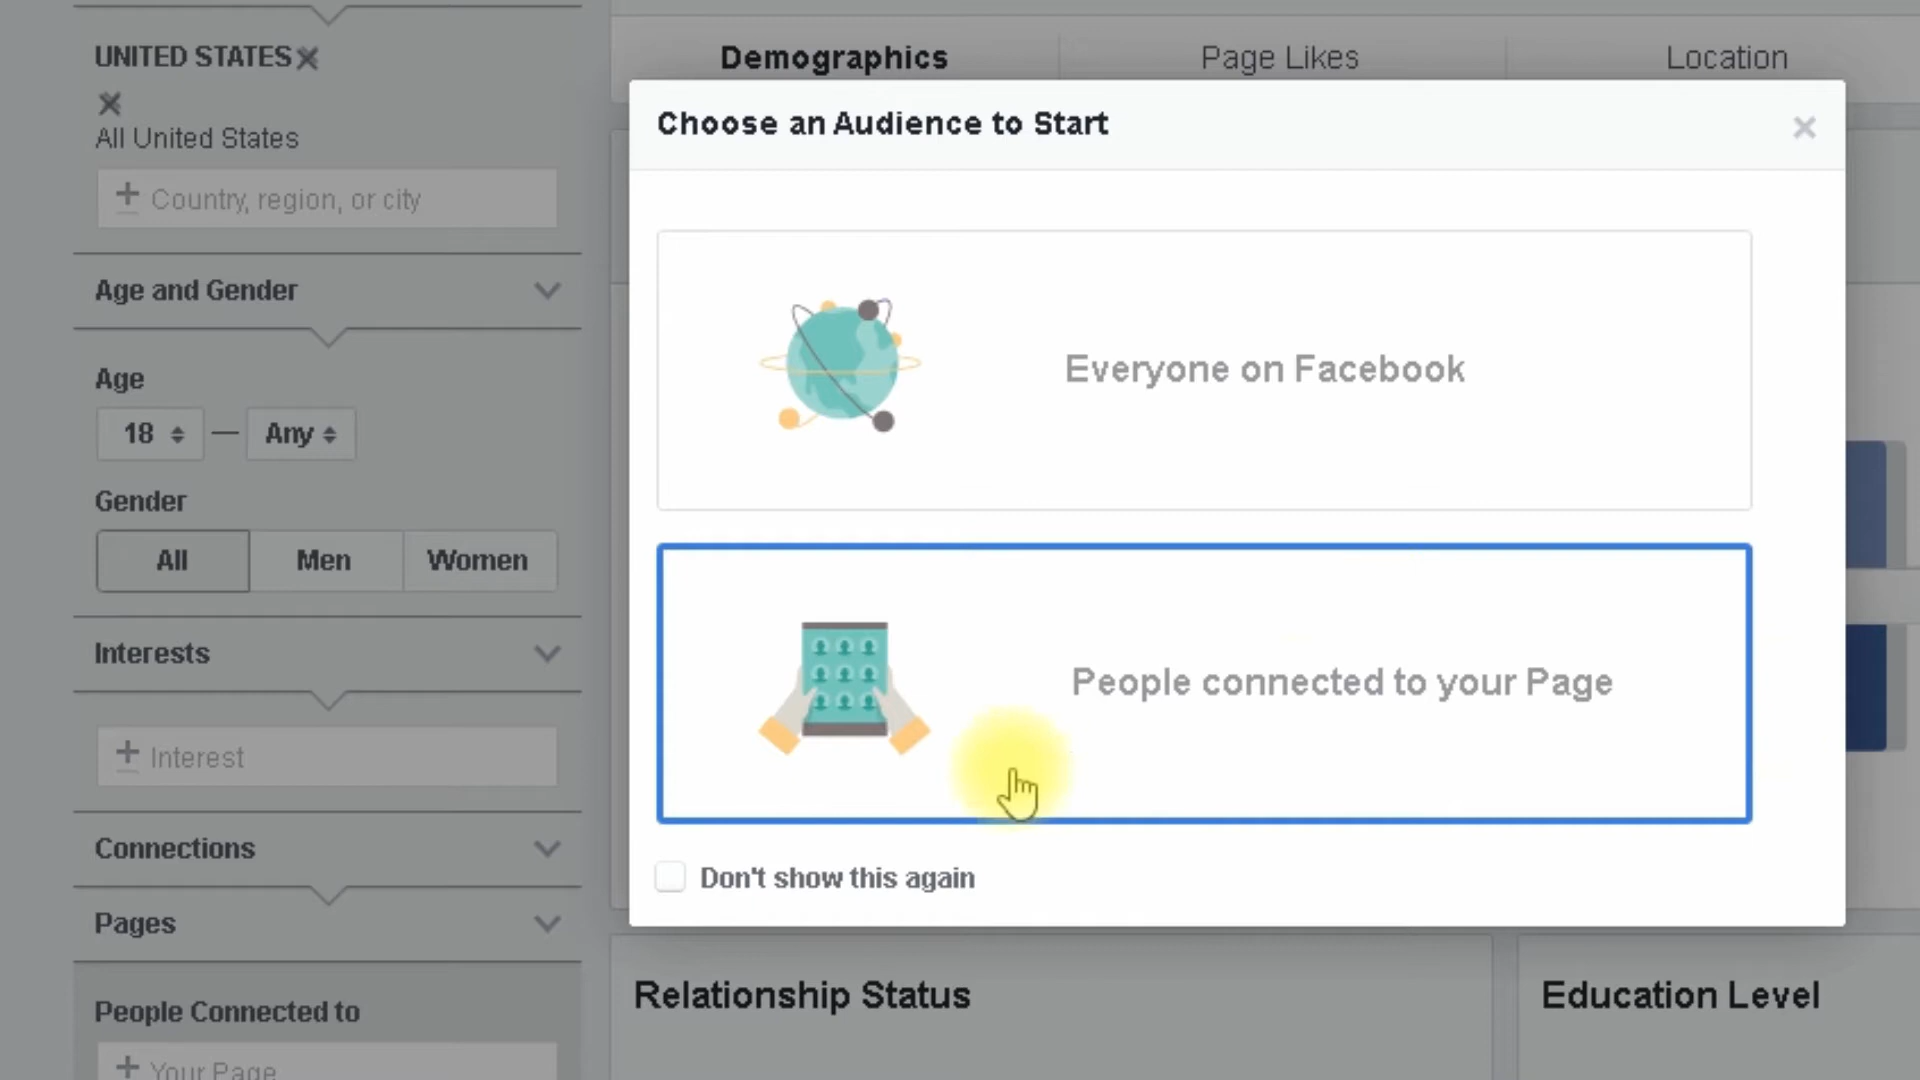 UNITED STATES
All United States
Country, region, or city
Age and Gender
Age
18 — Any
Gender
All Men Women
Interests
Interest
Connections
Pages
People Connected to
Your Page
Demographics Page Likes Location
Choose an Audience to Start
Everyone on Facebook
People connected to your Page
Don't show this again
Relationship Status
Education Level